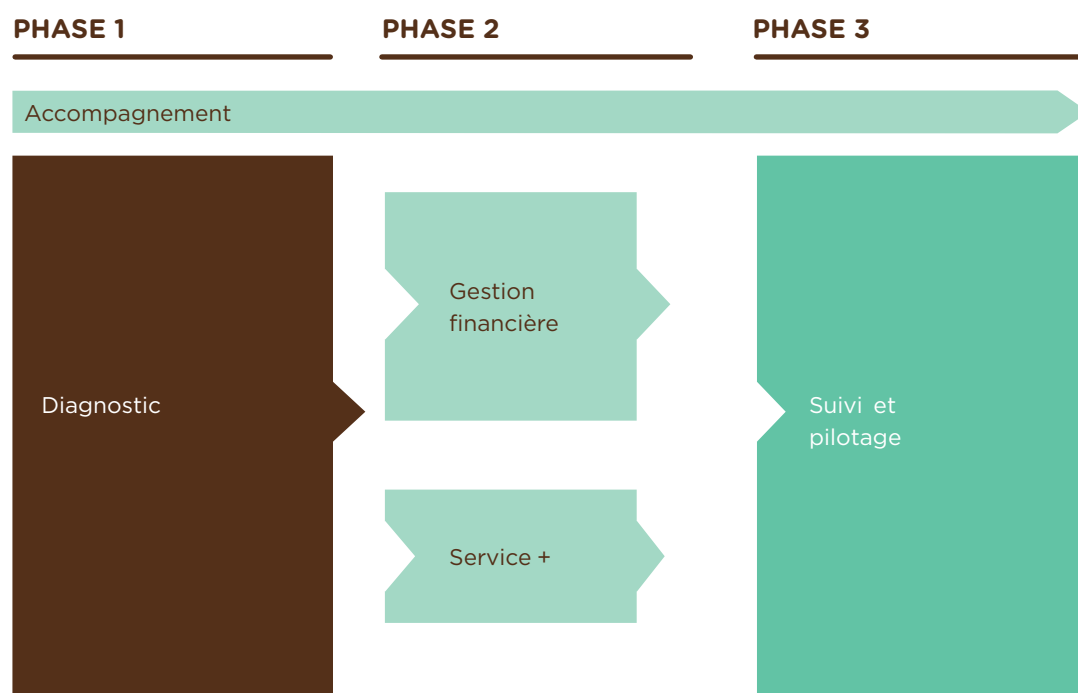 PHASE 1
PHASE 2
PHASE 3
Accompagnement
Diagnostic
Gestion
financière
Service +
Suivi et
pilotage